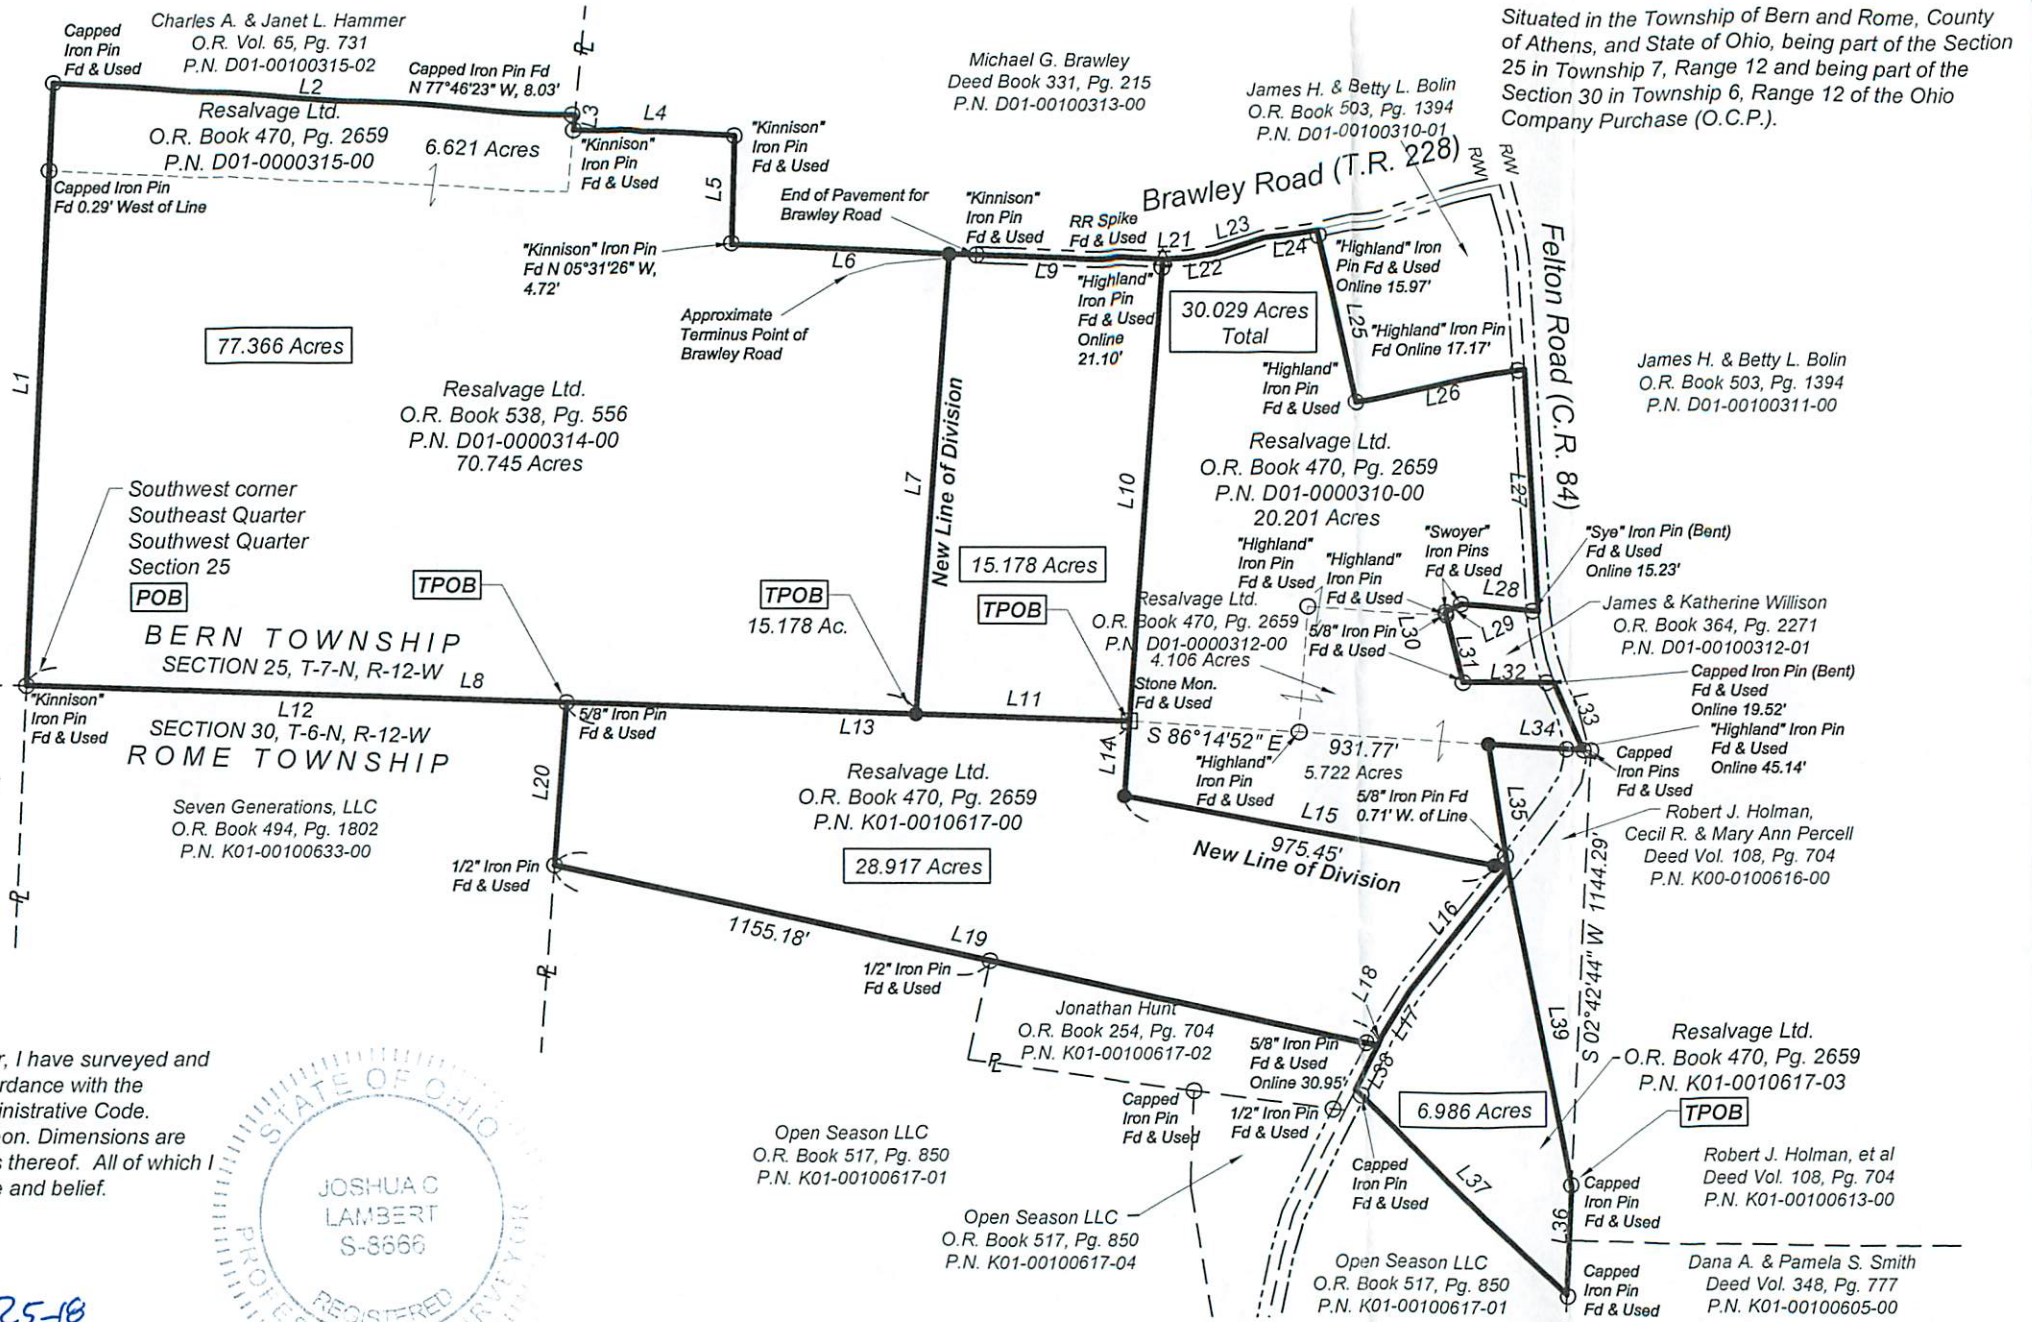 Situated in the Township of Bern and Rome, County
of Athens, and State of Ohio, being part of the Section
25 in Township 7, Range 12 and being part of the
Section 30 in Township 6, Range 12 of the Ohio
Company Purchase (O.C.P.).
Capped
Iron Pin
Fd & Used
Charles A. & Janet L. Hammer
O.R. Vol. 65, Pg. 731
P.N. D01-00100315-02
Capped Iron Pin Fd
N 77°46'23" W, 8.03'
L2
Resalvage Ltd.
O.R. Book 470, Pg. 2659
P.N. D01-0000315-00
6.621 Acres
PL
L3
L4
"Kinnison"
Iron Pin
Fd & Used
"Kinnison"
Iron Pin
Fd & Used
L5
Capped Iron Pin
Fd 0.29' West of Line
Michael G. Brawley
Deed Book 331, Pg. 215
P.N. D01-00100313-00
James H. & Betty L. Bolin
O.R. Book 503, Pg. 1394
P.N. D01-00100310-01
Brawley Road (T.R. 228)
R/W
R/W
End of Pavement for
Brawley Road
"Kinnison"
Iron Pin
Fd & Used
RR Spike
Fd & Used
L21
L23
L22
L24
"Highland" Iron
Pin Fd & Used
Online 15.97'
"Kinnison" Iron Pin
Fd N 05°31'26" W,
4.72'
L6
L9
"Highland"
Iron Pin
Fd & Used
Online
21.10'
Approximate
Terminus Point of
Brawley Road
30.029 Acres
Total
L25
"Highland" Iron Pin
Fd Online 17.17'
Felton Road (C.R. 84)
James H. & Betty L. Bolin
O.R. Book 503, Pg. 1394
P.N. D01-00100311-00
77.366 Acres
L1
Resalvage Ltd.
O.R. Book 538, Pg. 556
P.N. D01-0000314-00
70.745 Acres
L7
New Line of Division
L10
"Highland"
Iron Pin
Fd & Used
L26
Resalvage Ltd.
O.R. Book 470, Pg. 2659
P.N. D01-0000310-00
20.201 Acres
L27
Southwest corner
Southeast Quarter
Southwest Quarter
Section 25
POB
TPOB
TPOB
15.178 Ac.
15.178 Acres
TPOB
"Highland"
Iron Pin
Fd & Used
"Highland"
Iron Pin
Fd & Used
"Swoyer"
Iron Pins
Fd & Used
"Sye" Iron Pin (Bent)
Fd & Used
Online 15.23'
L28
L29
L30
L31
L32
5/8" Iron Pin
Fd & Used
James & Katherine Willison
O.R. Book 364, Pg. 2271
P.N. D01-00100312-01
Resalvage Ltd.
O.R. Book 470, Pg. 2659
P.N. D01-0000312-00
4.106 Acres
Stone Mon.
Fd & Used
Capped Iron Pin (Bent)
Fd & Used
Online 19.52'
L33
"Highland" Iron Pin
Fd & Used
Online 45.14'
BERN TOWNSHIP
SECTION 25, T-7-N, R-12-W
L8
L12
SECTION 30, T-6-N, R-12-W
ROME TOWNSHIP
"Kinnison"
Iron Pin
Fd & Used
5/8" Iron Pin
Fd & Used
L13
L11
L14
S 86°14'52" E
931.77'
"Highland"
Iron Pin
Fd & Used
5.722 Acres
L34
Capped
Iron Pins
Fd & Used
L20
Seven Generations, LLC
O.R. Book 494, Pg. 1802
P.N. K01-00100633-00
Resalvage Ltd.
O.R. Book 470, Pg. 2659
P.N. K01-0010617-00
28.917 Acres
L15
975.45'
New Line of Division
5/8" Iron Pin Fd
0.71' W. of Line
L35
Robert J. Holman,
Cecil R. & Mary Ann Percell
Deed Vol. 108, Pg. 704
P.N. K00-0100616-00
S 02°42'44" W 1144.29'
1/2" Iron Pin
Fd & Used
PL
PL
1155.18'
L19
1/2" Iron Pin
Fd & Used
L16
L18
L17
L38
L39
PL
Jonathan Hunt
O.R. Book 254, Pg. 704
P.N. K01-00100617-02
5/8" Iron Pin
Fd & Used
Online 30.95'
Resalvage Ltd.
O.R. Book 470, Pg. 2659
P.N. K01-0010617-03
TPOB
6.986 Acres
Capped
Iron Pin
Fd & Used
1/2" Iron Pin
Fd & Used
Capped
Iron Pin
Fd & Used
L37
Robert J. Holman, et al
Deed Vol. 108, Pg. 704
P.N. K01-00100613-00
Capped
Iron Pin
Fd & Used
L36
Open Season LLC
O.R. Book 517, Pg. 850
P.N. K01-00100617-01
Open Season LLC
O.R. Book 517, Pg. 850
P.N. K01-00100617-04
Open Season LLC
O.R. Book 517, Pg. 850
P.N. K01-00100617-01
Capped
Iron Pin
Fd & Used
Dana A. & Pamela S. Smith
Deed Vol. 348, Pg. 777
P.N. K01-00100605-00
r, I have surveyed and
rdance with the
inistrative Code.
on. Dimensions are
s thereof. All of which I
e and belief.
STATE OF OHIO
JOSHUA C
LAMBERT
S-8666
REGISTERED
25-18